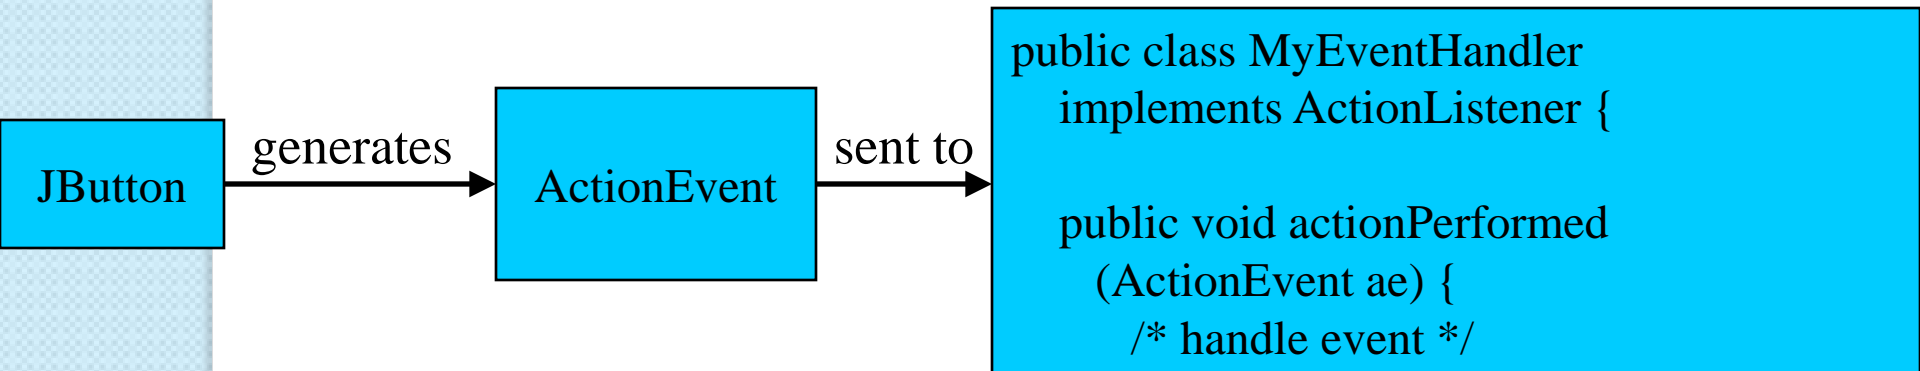 JButton
generates
ActionEvent
sent to
public class MyEventHandler
implements ActionListener {
public void actionPerformed
(ActionEvent ae) {
/* handle event */